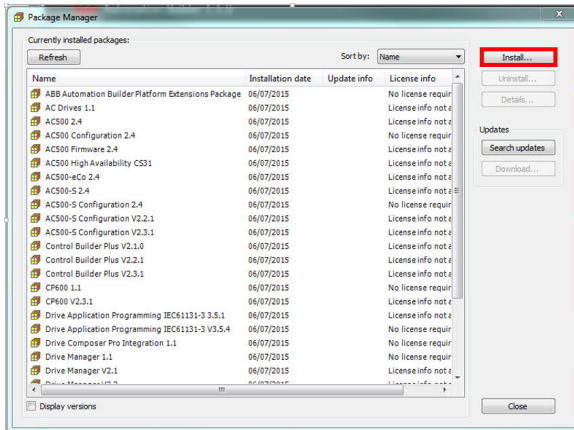 Package Manager
Currently installed packages:
Refresh
Sort by:
Name
Install...
Name Installation date Update info License info
Uninstall...
ABB Automation Builder Platform Extensions Package 06/07/2015 No license requir
AC Drives 1.1 06/07/2015 License info not a
Details...
AC500 2.4 06/07/2015 License info not a
AC500 Configuration 2.4 06/07/2015 No license requir
Updates
AC500 Firmware 2.4 06/07/2015 License info not a
Search updates
AC500 High Availability CS31 06/07/2015 License info not a
Download...
AC500-eCo 2.4 06/07/2015 License info not a
AC500-S 2.4 06/07/2015 License info not a
AC500-S Configuration 2.4 06/07/2015 No license requir
AC500-S Configuration V2.2.1 06/07/2015 License info not a
AC500-S Configuration V2.3.1 06/07/2015 License info not a
Control Builder Plus V2.1.0 06/07/2015 License info not a
Control Builder Plus V2.2.1 06/07/2015 License info not a
Control Builder Plus V2.3.1 06/07/2015 License info not a
CP600 1.1 06/07/2015 No license requir
CP600 V2.3.1 06/07/2015 License info not a
Drive Application Programming IEC61131-3 3.5.1 06/07/2015 License info not a
Drive Application Programming IEC61131-3 V3.5.4 06/07/2015 No license requir
Drive Composer Pro Integration 1.1 06/07/2015 No license requir
Drive Manager 1.1 06/07/2015 No license requir
Drive Manager V2.1 06/07/2015 License info not a
Display versions
Close